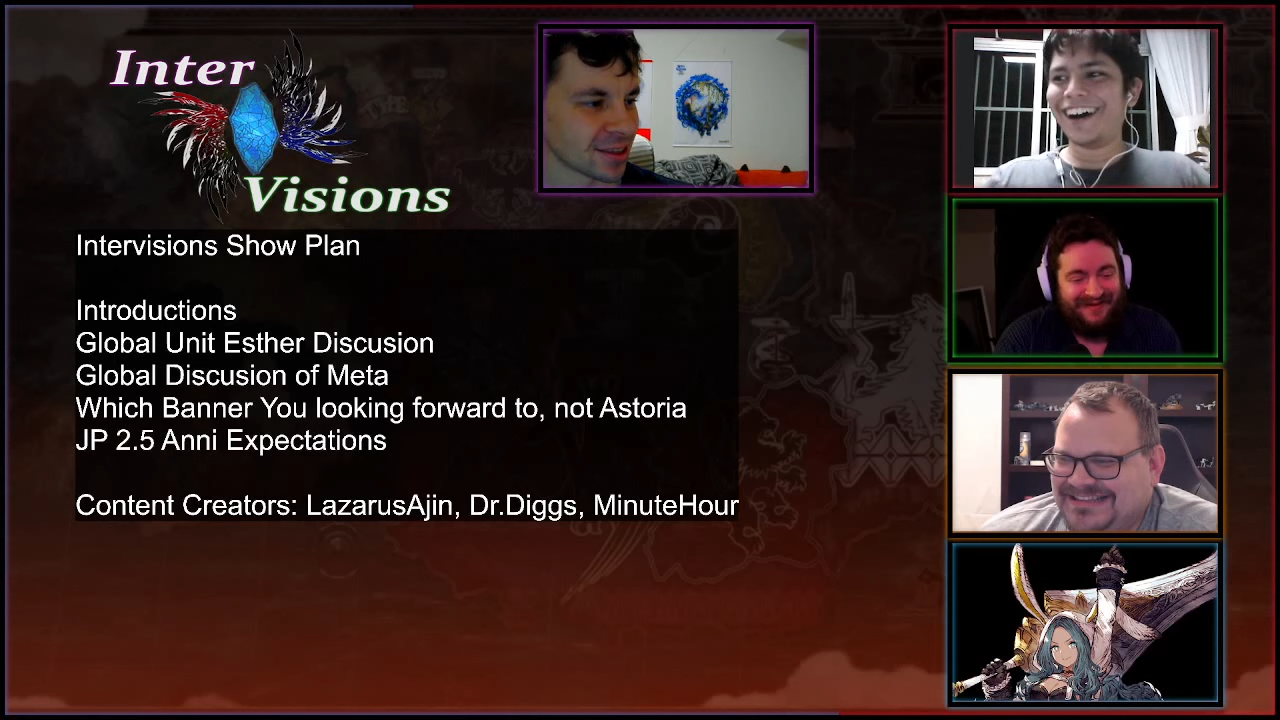 Inter
Visions
Intervisions Show Plan
Introductions
Global Unit Esther Discusion
Global Discusion of Meta
Which Banner You looking forward to, not Astoria
JP 2.5 Anni Expectations
Content Creators: LazarusAjin, Dr.Diggs, MinuteHour